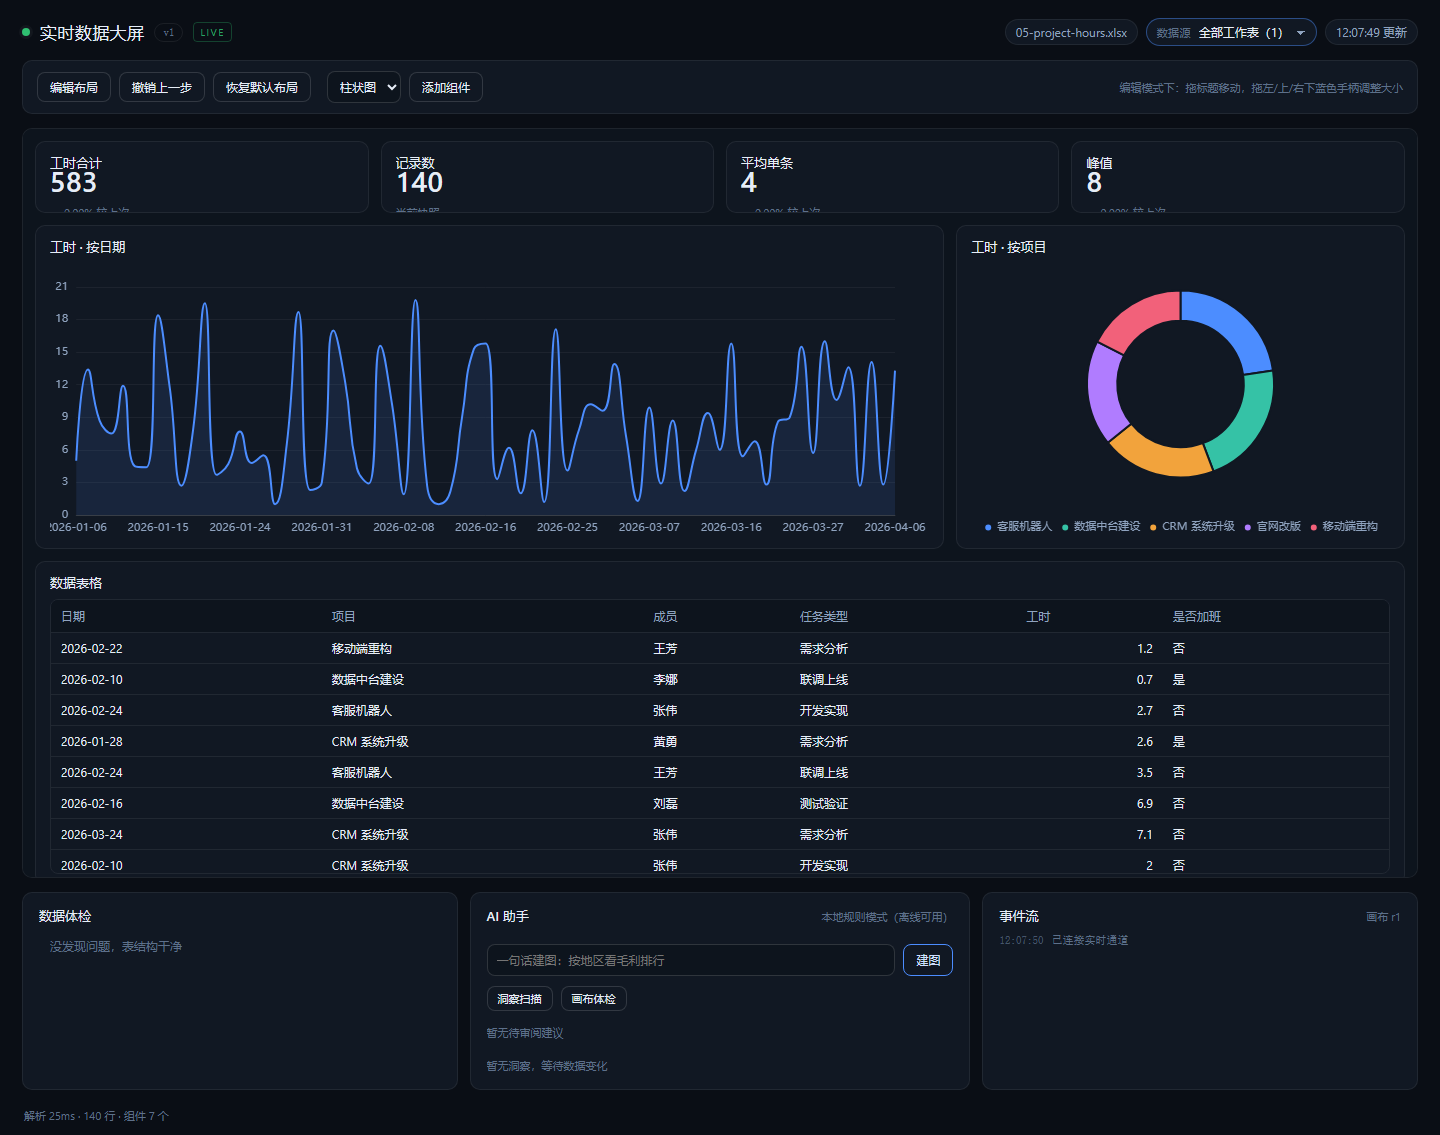 实时数据大屏 v1 LIVE
05-project-hours.xlsx 数据源 全部工作表 (1) 12:07:49 更新
编辑布局 撤销上一步 恢复默认布局 柱状图 添加组件
编辑模式下：拖标题移动，拖左/上/右下蓝色手柄调整大小
工时合计
583
记录数
140
平均单条
4
峰值
8
工时 · 按日期
21
18
15
12
9
6
3
0
2026-01-06 2026-01-15 2026-01-24 2026-01-31 2026-02-08 2026-02-16 2026-02-25 2026-03-07 2026-03-16 2026-03-27 2026-04-06
工时 · 按项目
客服机器人 数据中台建设 CRM 系统升级 官网改版 移动端重构
数据表格
日期 项目 成员 任务类型 工时 是否加班
2026-02-22 移动端重构 王芳 需求分析 1.2 否
2026-02-10 数据中台建设 李娜 联调上线 0.7 是
2026-02-24 客服机器人 张伟 开发实现 2.7 否
2026-01-28 CRM 系统升级 黄勇 需求分析 2.6 是
2026-02-24 客服机器人 王芳 联调上线 3.5 否
2026-02-16 数据中台建设 刘磊 测试验证 6.9 否
2026-03-24 CRM 系统升级 张伟 需求分析 7.1 否
2026-02-10 CRM 系统升级 张伟 开发实现 2 否
数据体检
没发现问题，表结构干净
AI 助手 本地规则模式（离线可用）
一句话建图：按地区看毛利排行 建图
洞察扫描 画布体检
暂无待审阅建议
暂无洞察，等待数据变化
事件流 画布 r1
12:07:50 已连接实时通道
解析 25ms · 140 行 · 组件 7 个